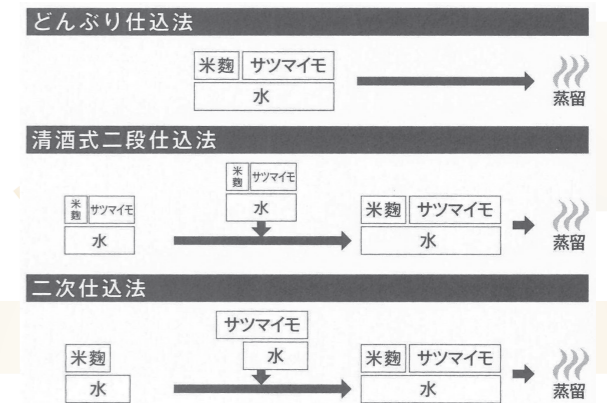 どんぶり仕込法
米麹 サツマイモ
水
蒸留
清酒式二段仕込法
米麹 サツマイモ
水
米麹 サツマイモ
水
米麹 サツマイモ
水
蒸留
二次仕込法
米麹
水
サツマイモ
水
米麹 サツマイモ
水
蒸留